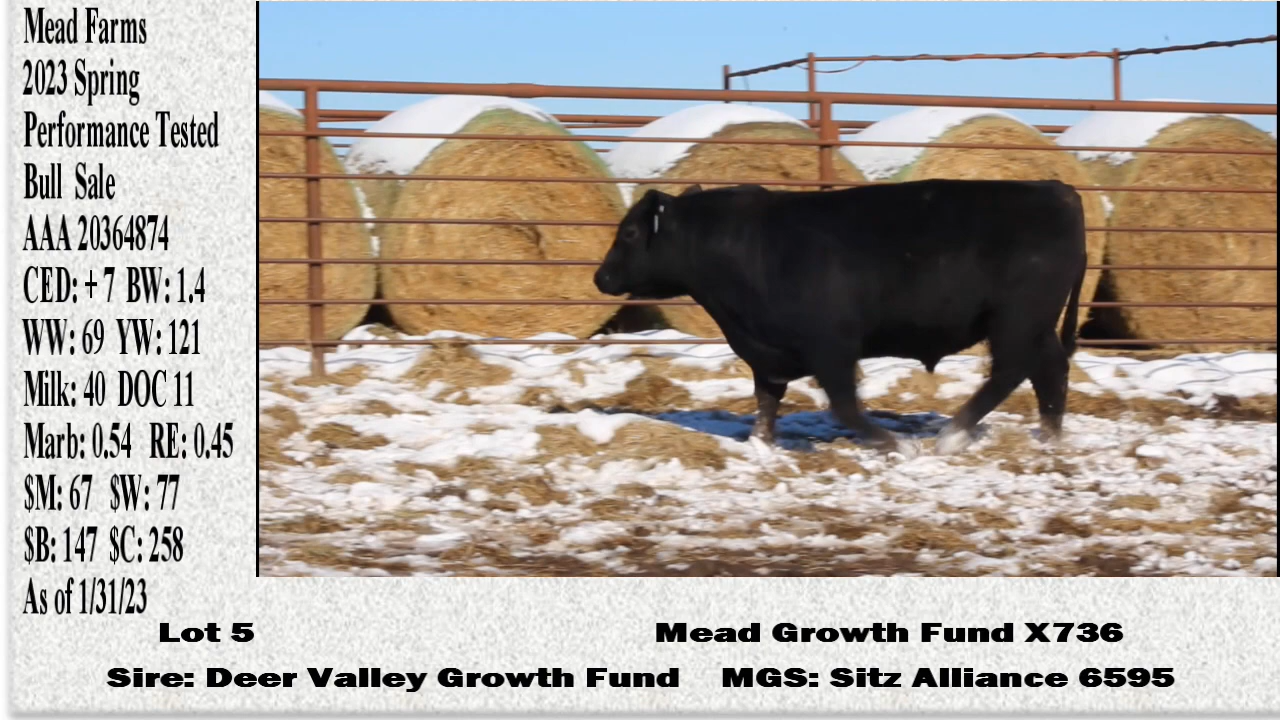 Mead Farms
2023 Spring
Performance Tested
Bull Sale
AAA 20364874
CED: + 7 BW: 1.4
WW: 69 YW: 121
Milk: 40 DOC 11
Marb: 0.54 RE: 0.45
$M: 67 $W: 77
$B: 147 $C: 258
As of 1/31/23
Lot 5 Mead Growth Fund X736
Sire: Deer Valley Growth Fund MGS: Sitz Alliance 6595